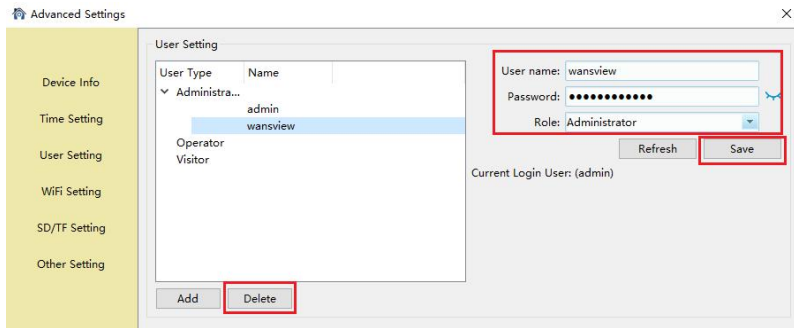 Advanced Settings
Device Info
Time Setting
User Setting
WiFi Setting
SD/TF Setting
Other Setting
User Setting
User Type Name
Administra...
admin
wansview
Operator
Visitor
Add Delete
User name: wansview
Password: ●●●●●●●●●●●●
Role: Administrator
Refresh Save
Current Login User: (admin)